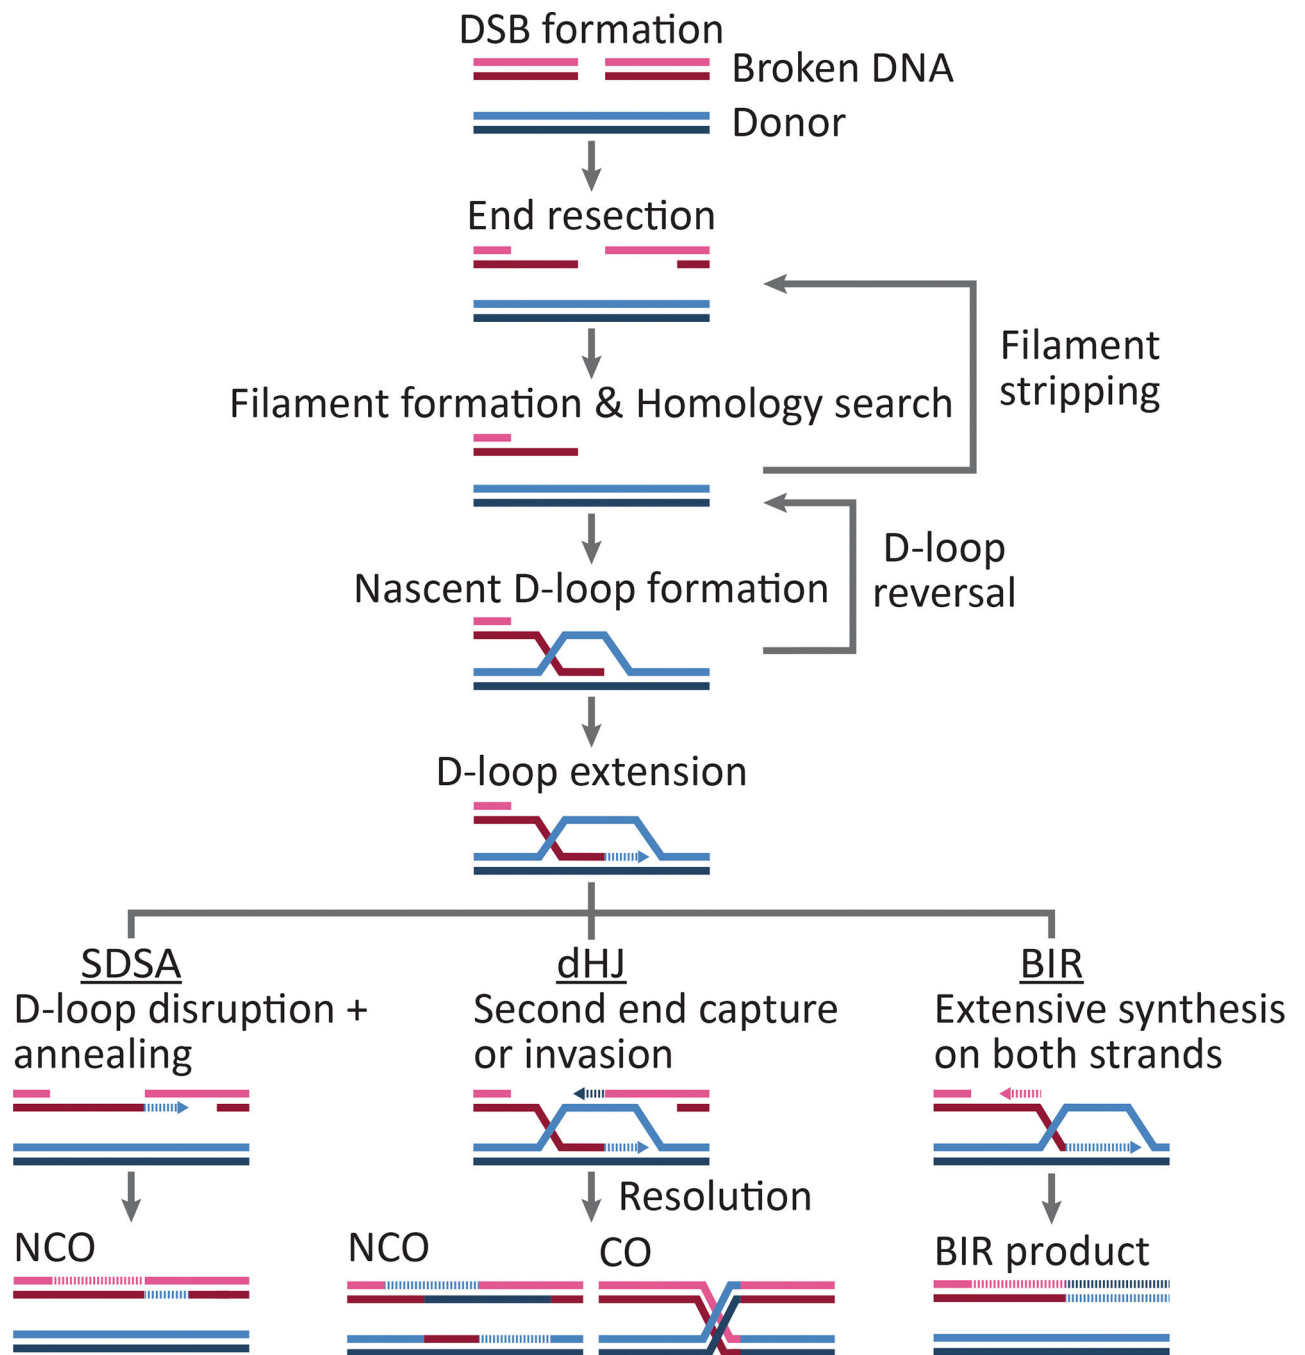 DSB formation
Broken DNA
Donor
End resection
Filament
stripping
Filament formation & Homology search
D-loop
reversal
Nascent D-loop formation
D-loop extension
SDSA
D-loop disruption +
annealing
dHJ
Second end capture
or invasion
BIR
Extensive synthesis
on both strands
Resolution
NCO
NCO
CO
BIR product